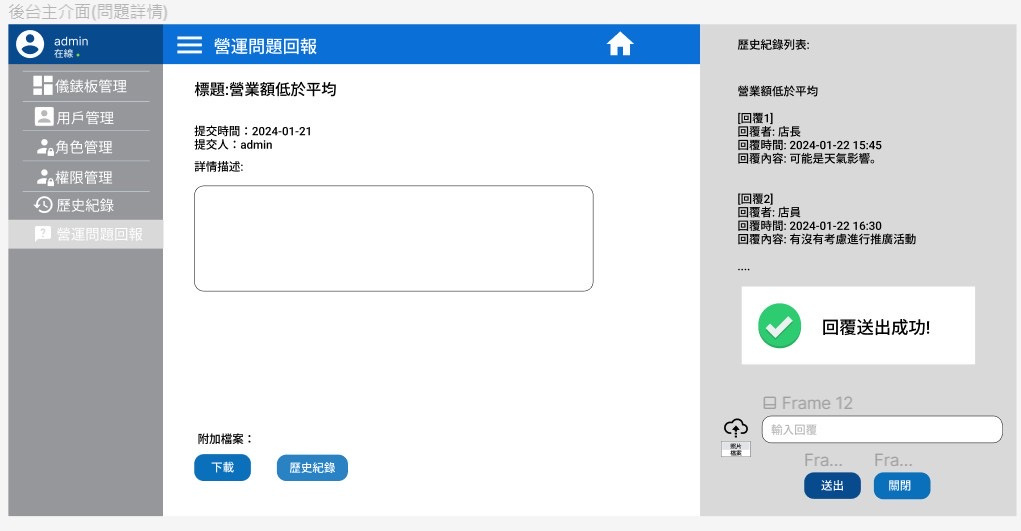 後台主介面(問題詳情)
admin
在線
儀錶板管理
用戶管理
角色管理
權限管理
歷史紀錄
營運問題回報
營運問題回報
標題:營業額低於平均
提交時間：2024-01-21
提交人：admin
詳情描述:
附加檔案：
下載
歷史紀錄
歷史紀錄列表:
營業額低於平均
[回覆1]
回覆者: 店長
回覆時間: 2024-01-22 15:45
回覆內容: 可能是天氣影響。
[回覆2]
回覆者: 店員
回覆時間: 2024-01-22 16:30
回覆內容: 有沒有考慮進行推廣活動
....
回覆送出成功!
Frame 12
輸入回覆
照片
檔案
Fra...
Fra...
送出
關閉